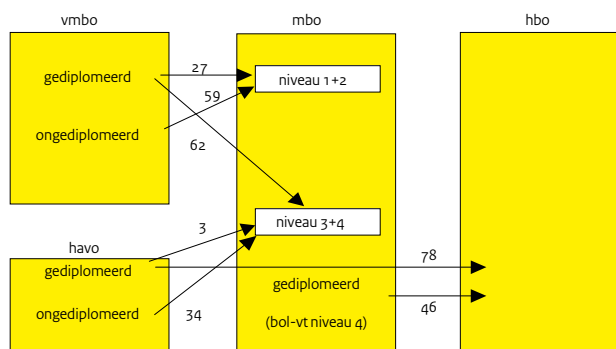 vmbo
mbo
hbo
27
gediplomeerd
niveau 1+2
59
ongediplomeerd
62
niveau 3+4
3
havo
gediplomeerd
78
gediplomeerd
46
ongediplomeerd
34
(bol-vt niveau 4)